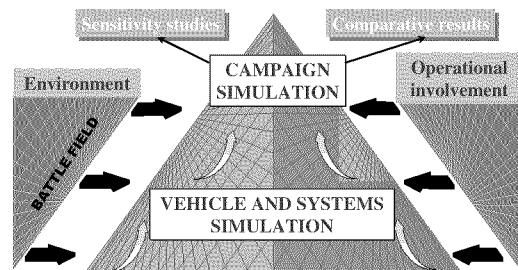 Sensitivity studies
Comparative results
CAMPAIGN
SIMULATION
Environment
Operational
involvement
BATTLE FIELD
VEHICLE AND SYSTEMS
SIMULATION